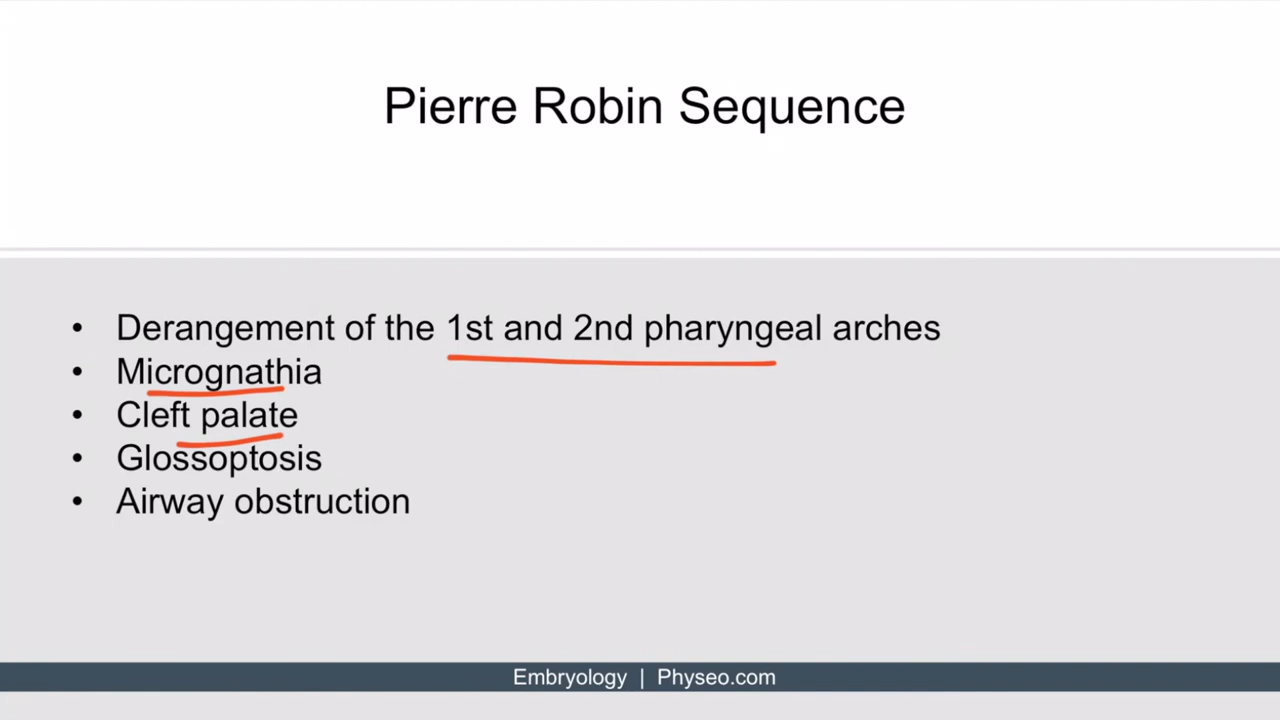 Pierre Robin Sequence
• Derangement of the 1st and 2nd pharyngeal arches
• Micrognathia
• Cleft palate
• Glossoptosis
• Airway obstruction
Embryology | Physeo.com